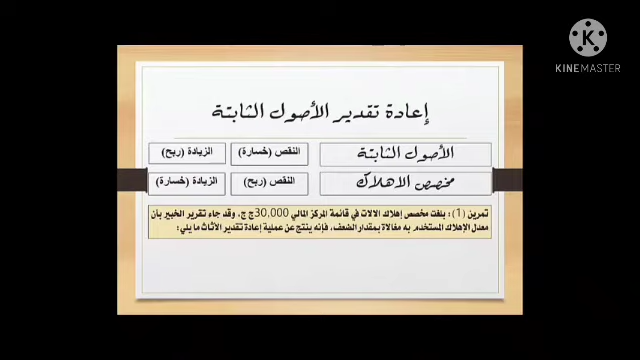 KINEMASTER
إعادة تقدير الأصول الثابتة
الأصول الثابتة النقص (خسارة) الزيادة (ربح)
مخصص الاهلاك النقص (ربح) الزيادة (خسارة)
تمرين (1) : بلغت مخصص إهلاك الالات في قائمة المركز المالي 30,000ج ج، وقد جاء تقرير الخبير بأن
معدل الإهلاك المستخدم به مغالاة بمقدار الضعف، فإنه ينتج عن عملية إعادة تقدير الأثاث ما يلي؛